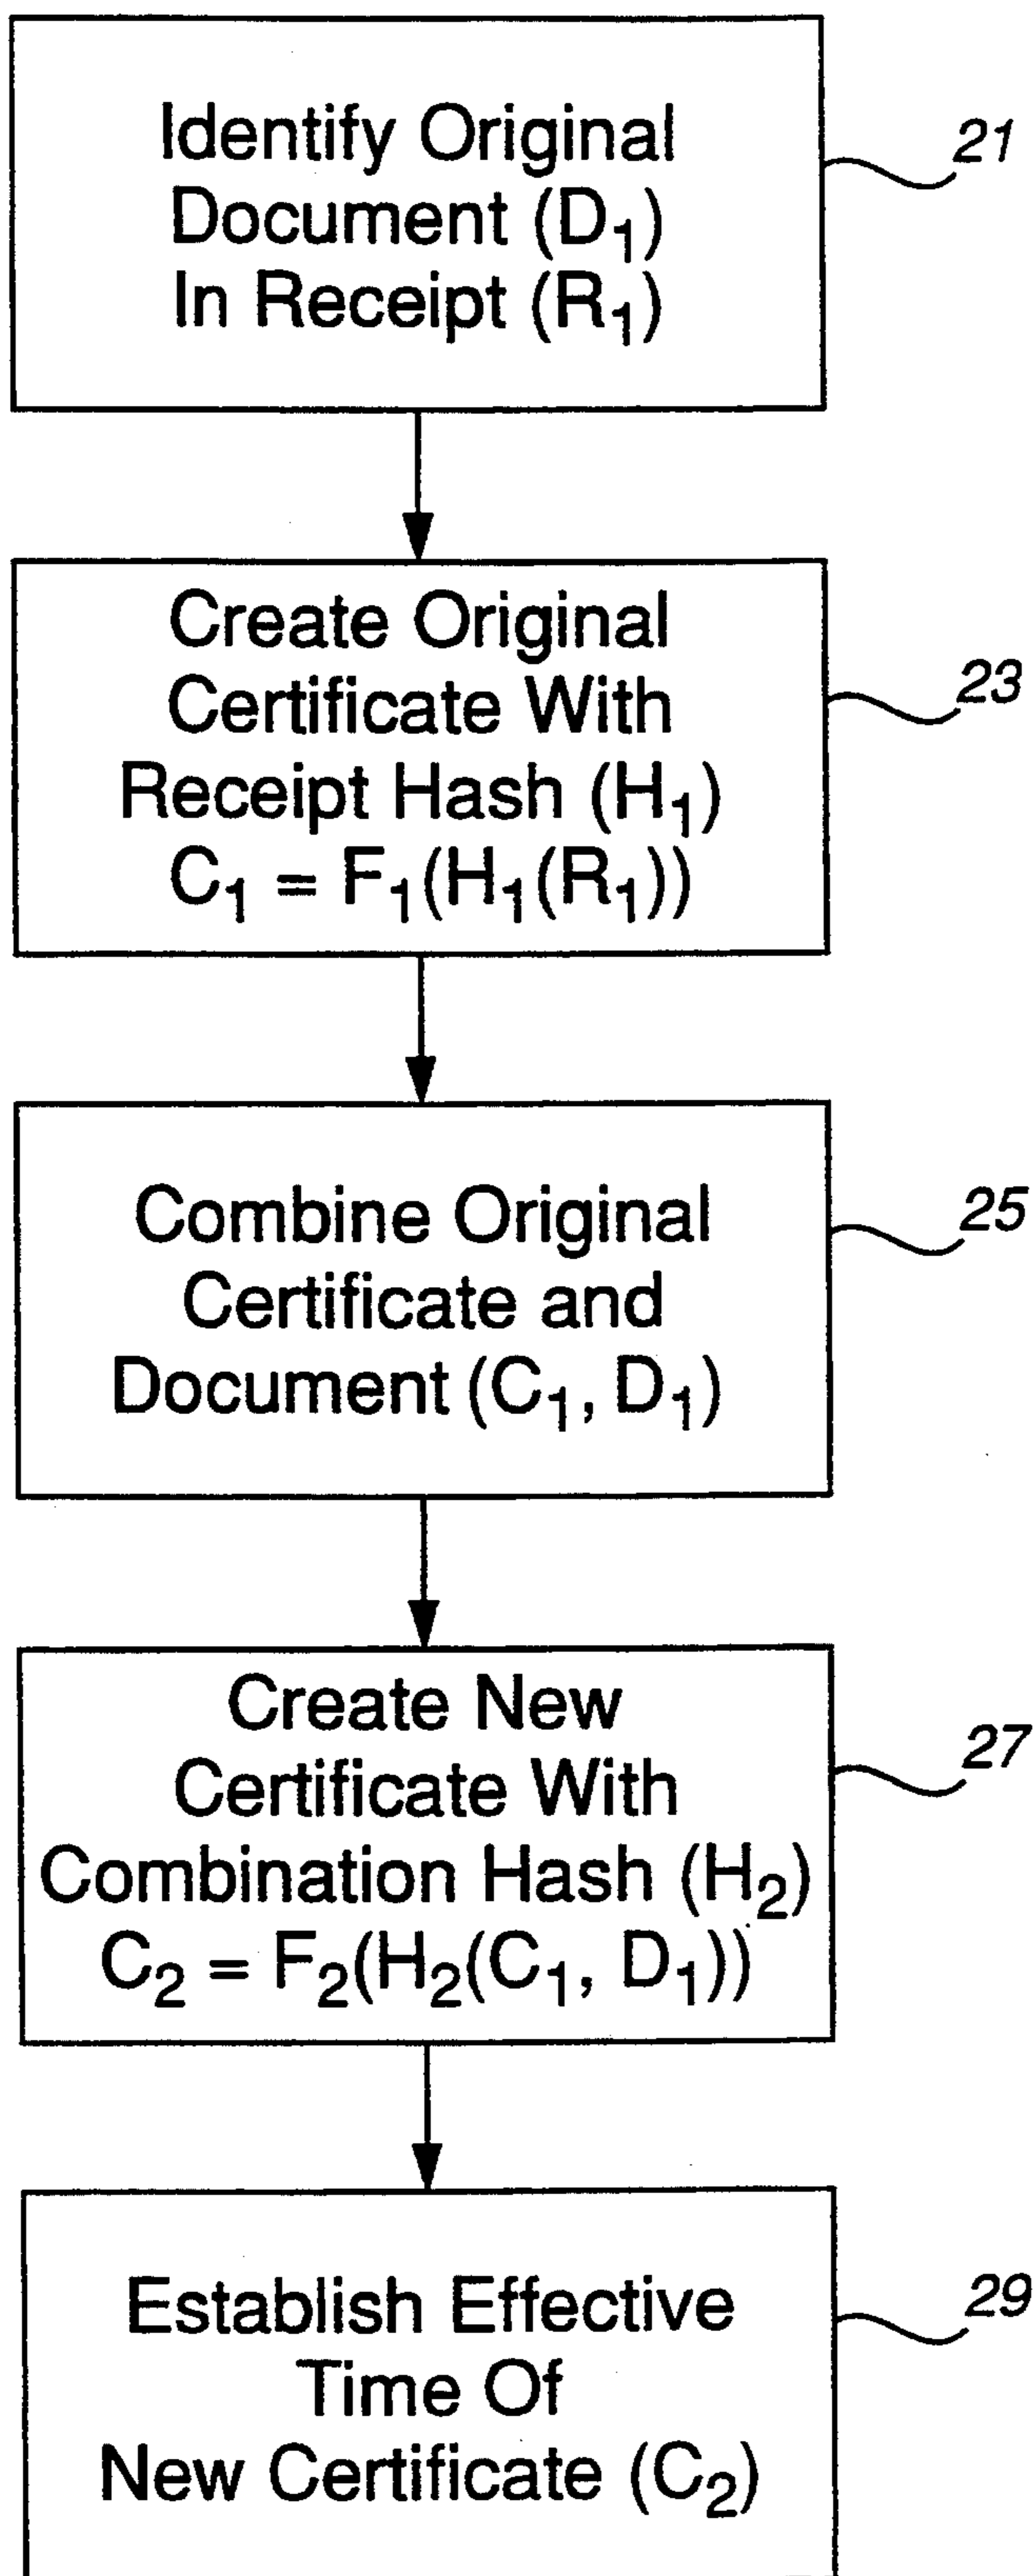 Identify Original
Document (D₁)
In Receipt (R₁)
21
Create Original
Certificate With
Receipt Hash (H₁)
C₁ = F₁(H₁(R₁))
23
Combine Original
Certificate and
Document (C₁, D₁)
25
Create New
Certificate With
Combination Hash (H₂)
C₂ = F₂(H₂(C₁, D₁))
27
Establish Effective
Time Of
New Certificate (C₂)
29